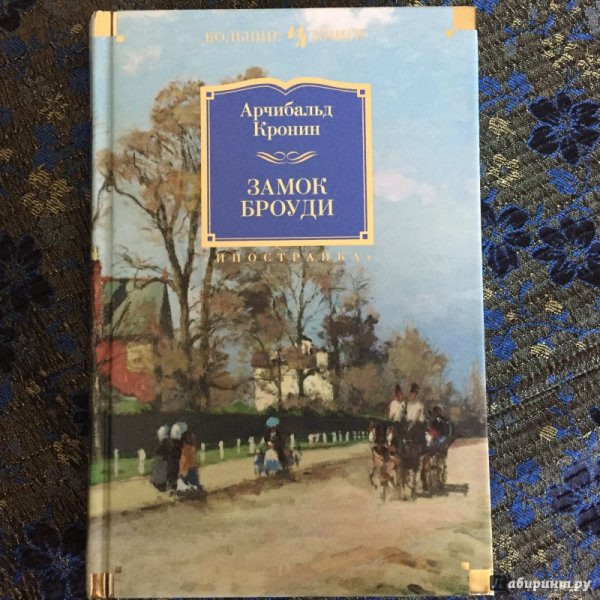 БОЛЬШИЕ КНИГИ
Арчибальд
Кронин
ЗАМОК
БРОУДИ
ИНОСТРАНКА
Лабиринт.ру